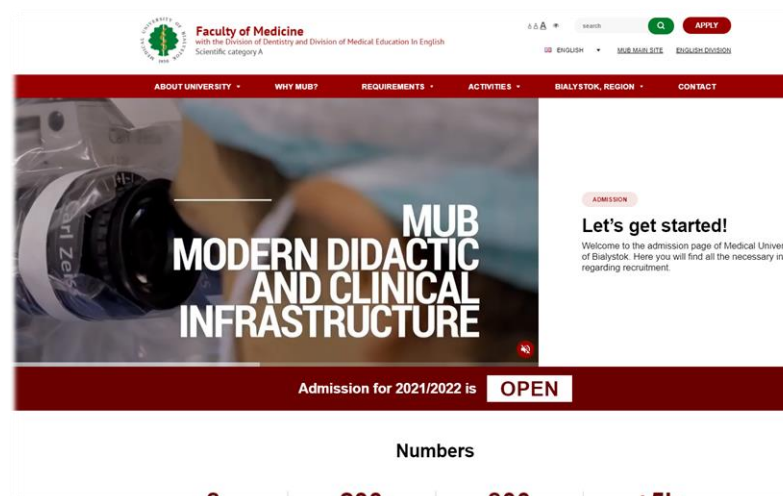 Faculty of Medicine
with the Division of Dentistry and Division of Medical Education In English
Scientific category A
A A A
search
APPLY
ENGLISH
MUB MAIN SITE
ENGLISH DIVISION
ABOUT UNIVERSITY
WHY MUB?
REQUIREMENTS
ACTIVITIES
BIALYSTOK, REGION
CONTACT
Carl Zeis
MUB
MODERN DIDACTIC
AND CLINICAL
INFRASTRUCTURE
ADMISSION
Let's get started!
Welcome to the admission page of Medical Univer
of Bialystok. Here you will find all the necessary in
regarding recruitment.
Admission for 2021/2022 is OPEN
Numbers